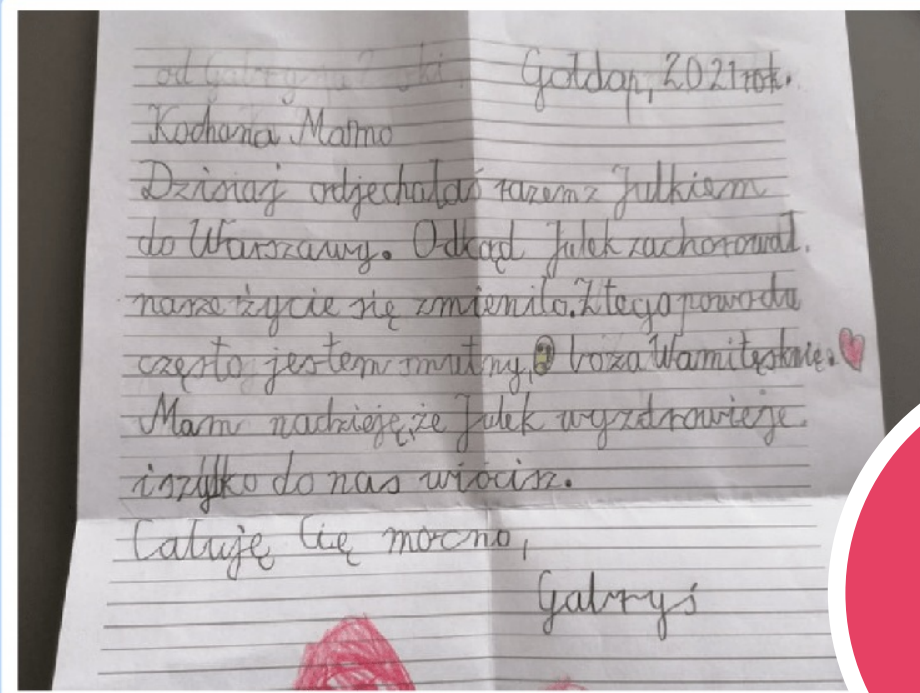 Gołdap, 2021 rok.
Kochana Mamo
Dzisiaj odjechałaś razem z Julkiem
do Warszawy. Odkąd Julek zachorował.
nasze życie się zmieniło. Z tego powodu
często jestem smutny, bo za Wami tęsknię.
Mam nadzieję, że Julek wyzdrowieje
i szybko do nas wrócisz.
Całuję Cię mocno,
Gabryś